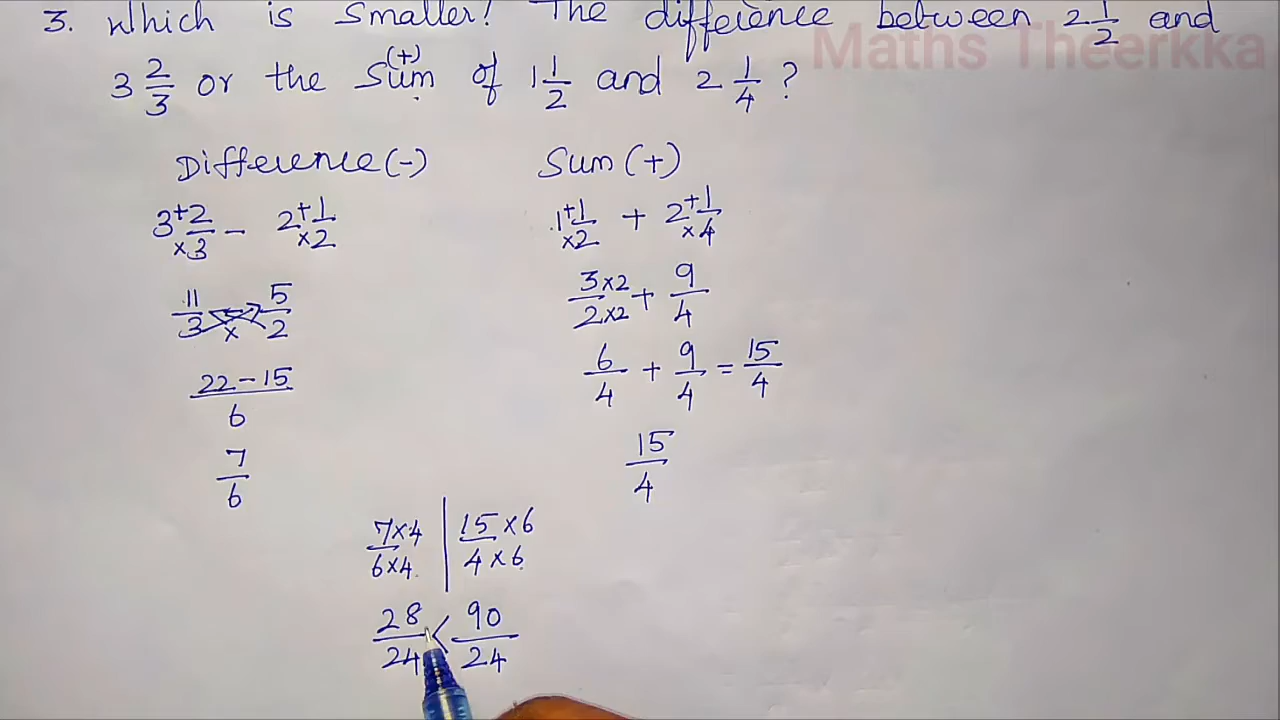 3. Which is Smaller! The difference between 2 1/2 and
Maths Theerkka
3 2/3 or the Sum (+) of 1 1/2 and 2 1/4 ?
Difference (-)
3 + 2 / × 3 - 2 + 1 / × 2
11/3 × 5/2
22 - 15 / 6
7/6
Sum (+)
1 + 1 / × 2 + 2 + 1 / × 4
3 × 2 / 2 × 2 + 9/4
6/4 + 9/4 = 15/4
15/4
7 × 4 / 6 × 4 | 15 × 6 / 4 × 6
28/24 < 90/24